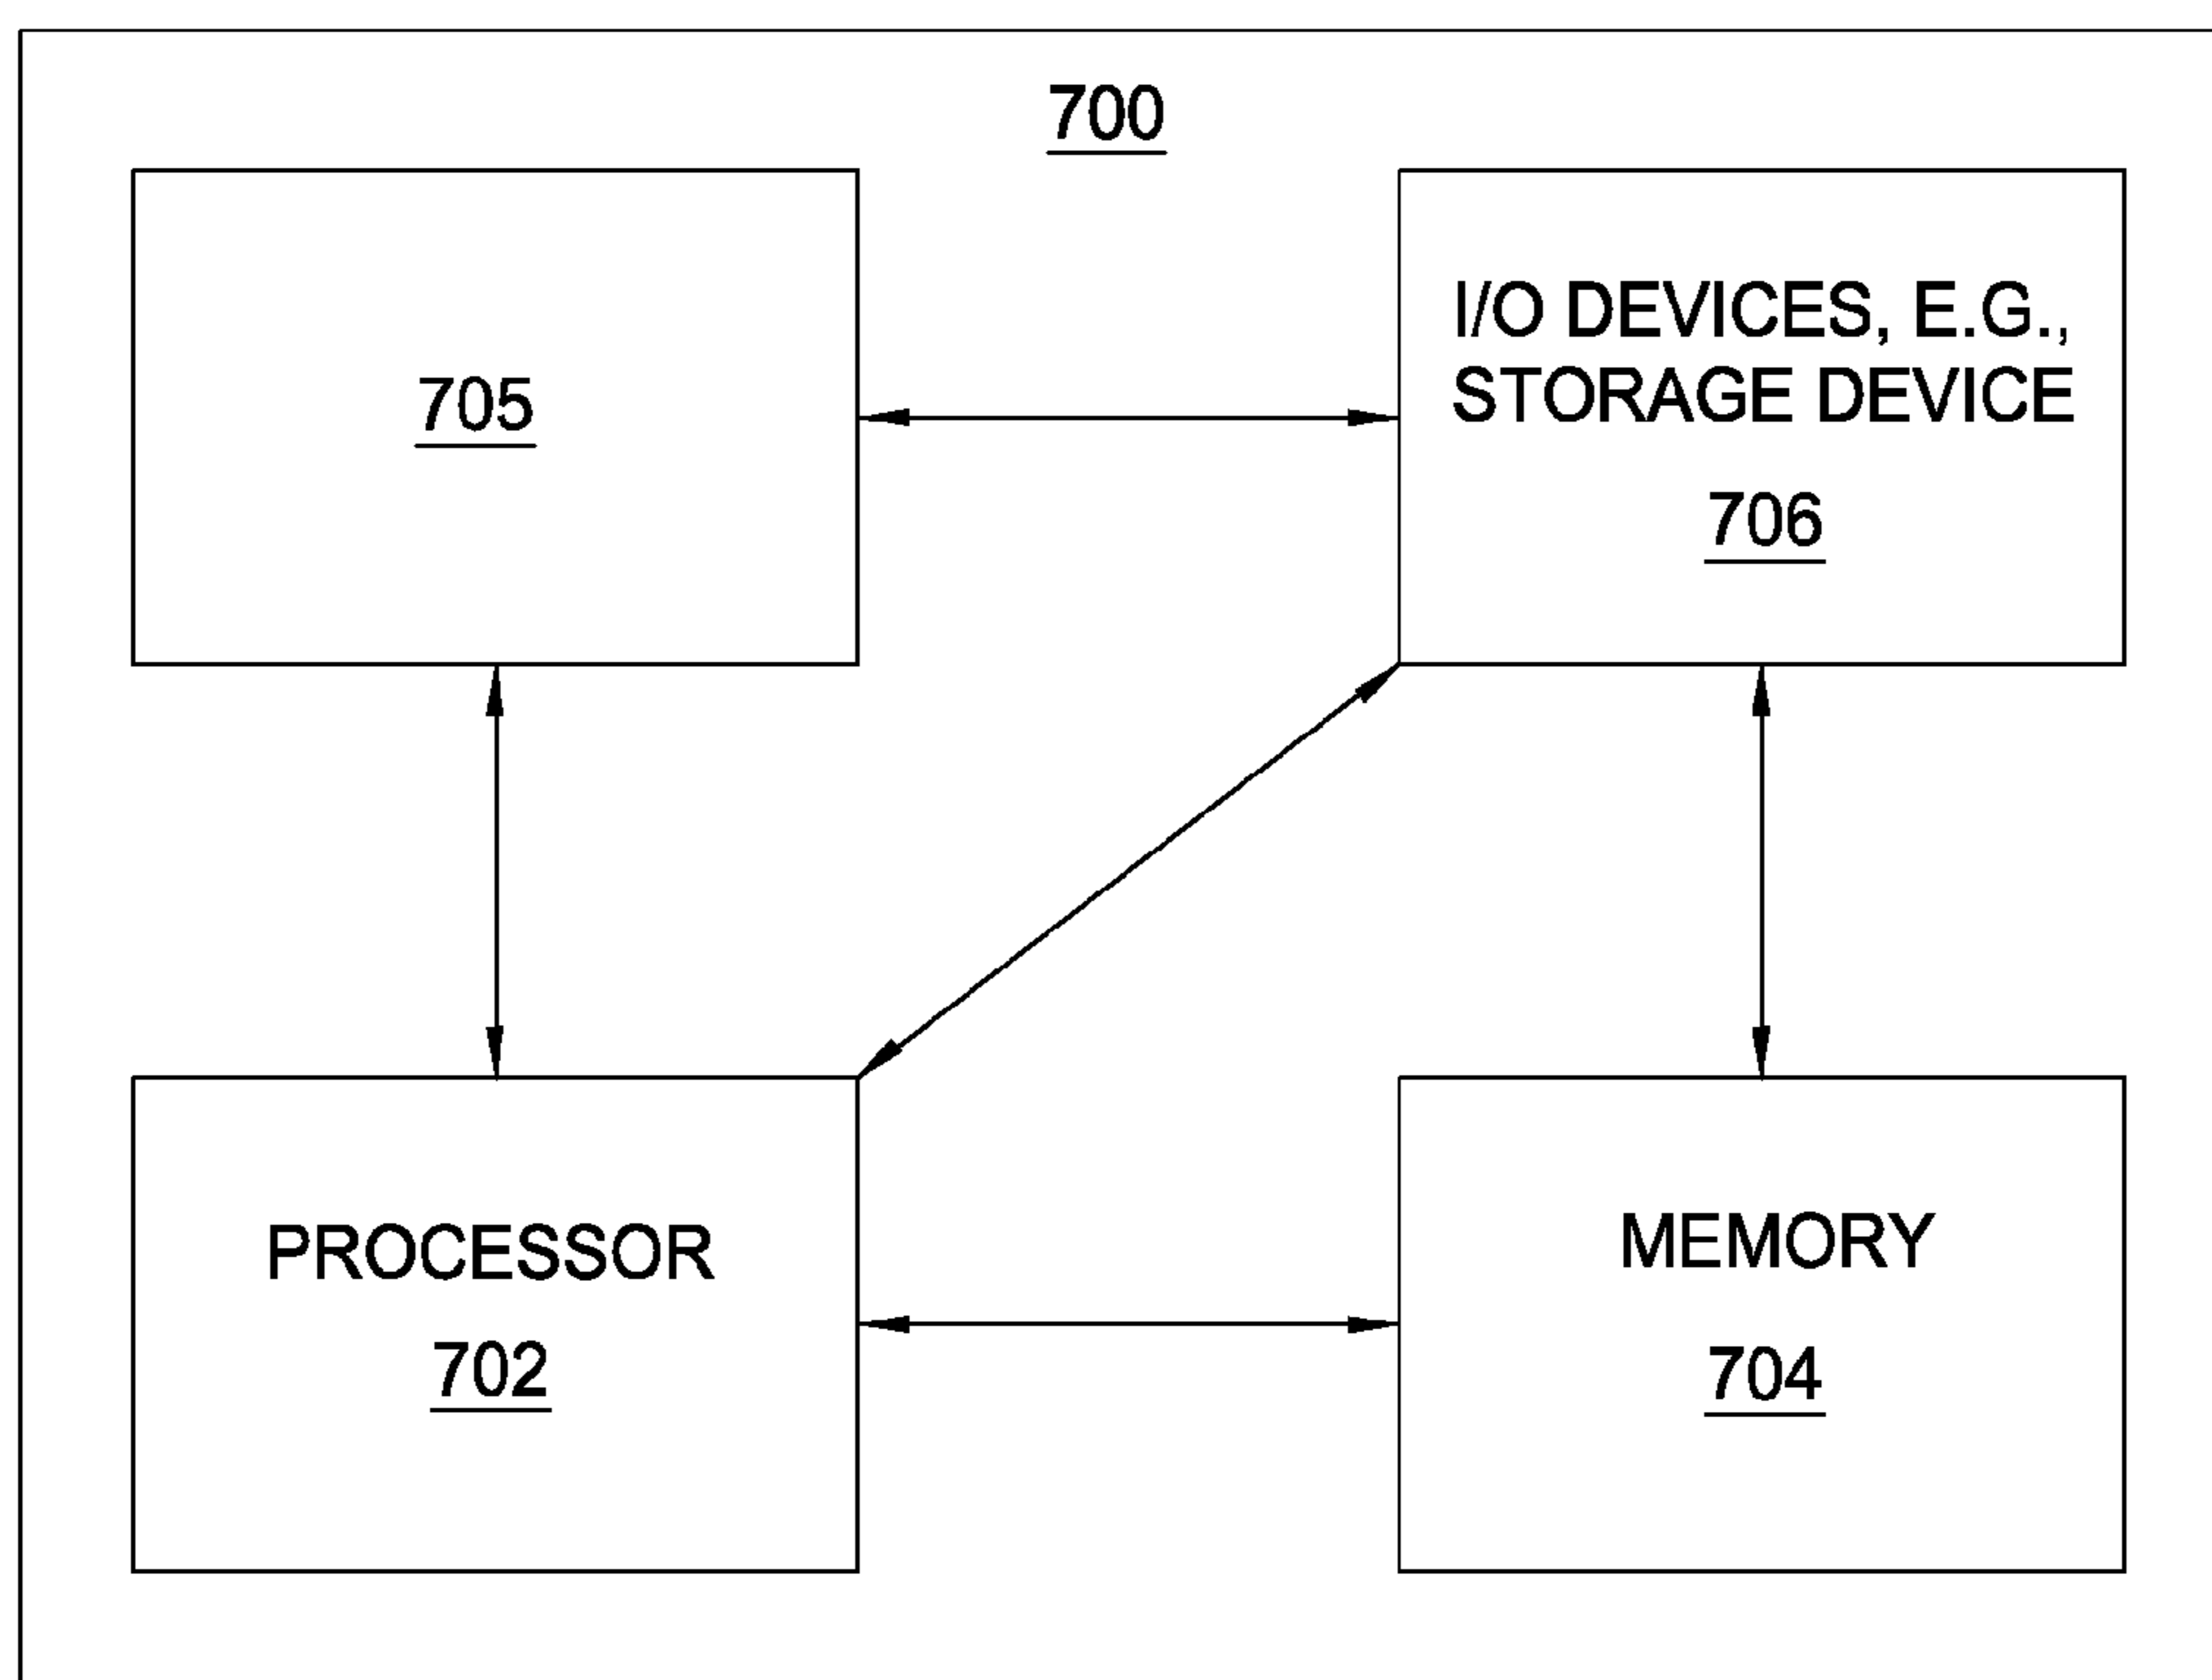 700
705
I/O DEVICES, E.G.,
STORAGE DEVICE
706
PROCESSOR
702
MEMORY
704